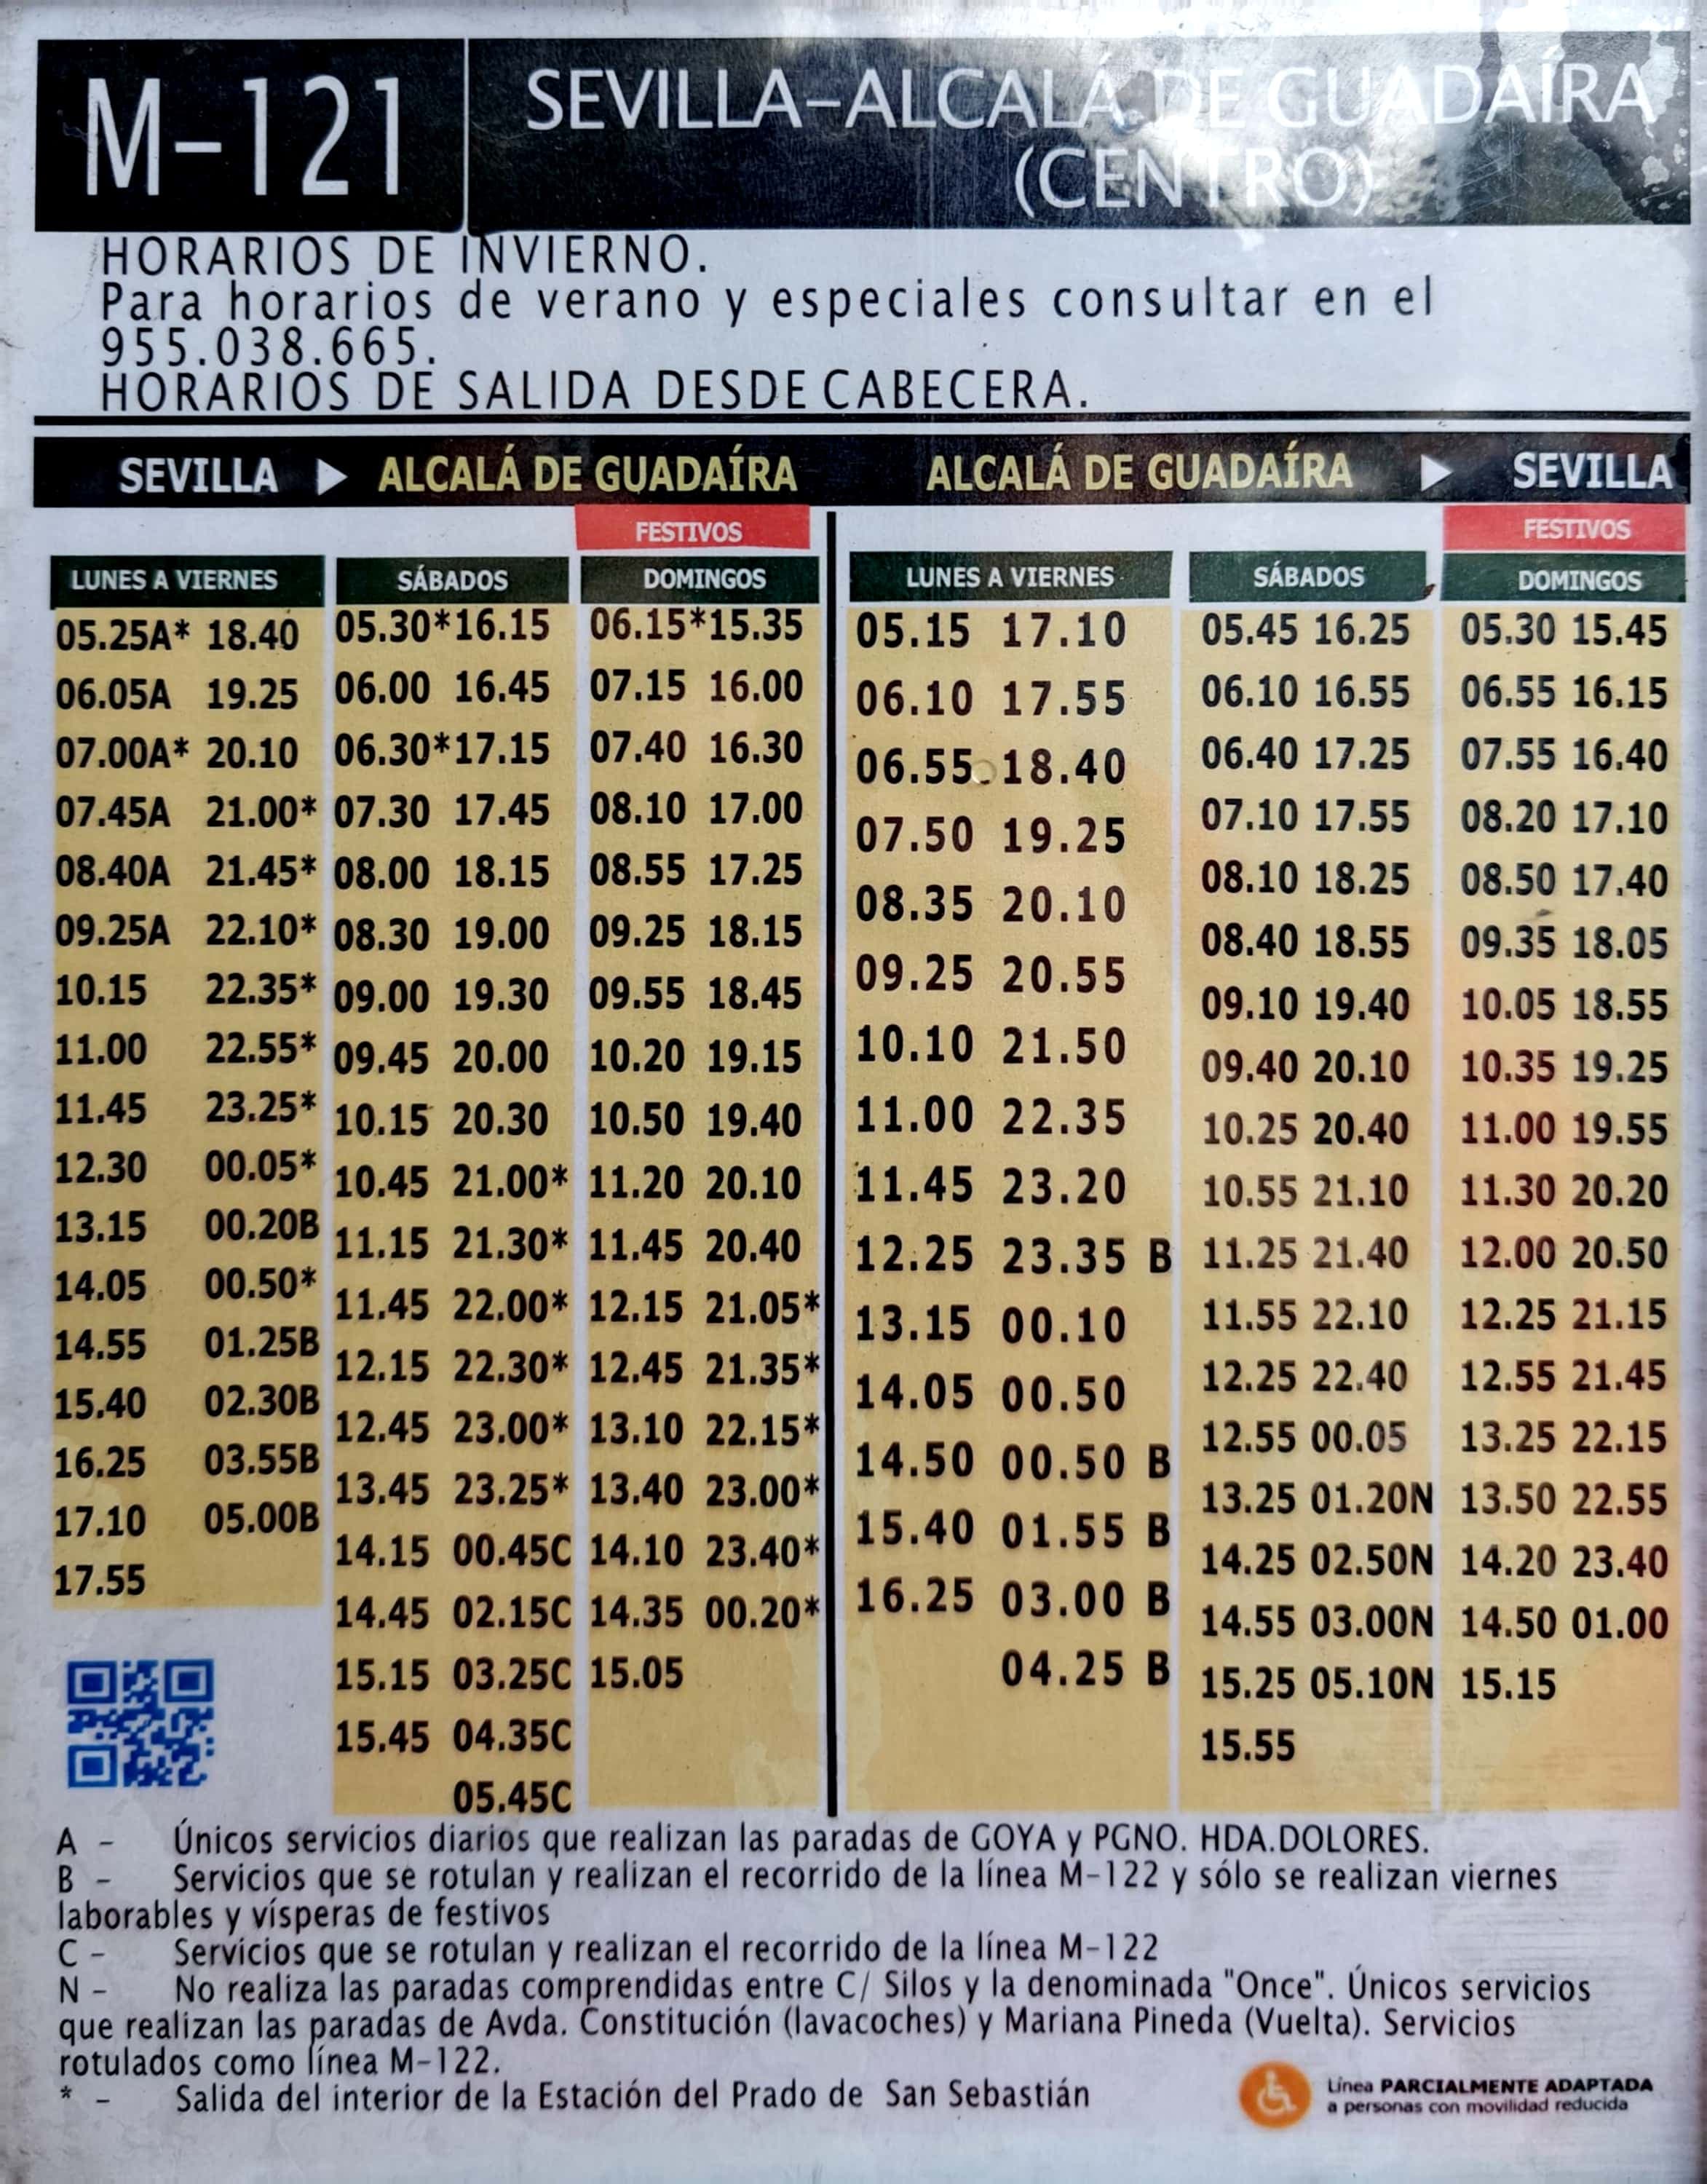 M-121
SEVILLA-ALCALÁ DE GUADAÍRA
(CENTRO)
HORARIOS DE INVIERNO.
Para horarios de verano y especiales consultar en el
955.038.665.
HORARIOS DE SALIDA DESDE CABECERA.
SEVILLA ▶ ALCALÁ DE GUADAÍRA
FESTIVOS
LUNES A VIERNES SÁBADOS DOMINGOS
05.25A* 18.40 05.30*16.15 06.15*15.35
06.05A 19.25 06.00 16.45 07.15 16.00
07.00A* 20.10 06.30*17.15 07.40 16.30
07.45A 21.00* 07.30 17.45 08.10 17.00
08.40A 21.45* 08.00 18.15 08.55 17.25
09.25A 22.10* 08.30 19.00 09.25 18.15
10.15 22.35* 09.00 19.30 09.55 18.45
11.00 22.55* 09.45 20.00 10.20 19.15
11.45 23.25* 10.15 20.30 10.50 19.40
12.30 00.05* 10.45 21.00* 11.20 20.10
13.15 00.20B 11.15 21.30* 11.45 20.40
14.05 00.50* 11.45 22.00* 12.15 21.05*
14.55 01.25B 12.15 22.30* 12.45 21.35*
15.40 02.30B 12.45 23.00* 13.10 22.15*
16.25 03.55B 13.45 23.25* 13.40 23.00*
17.10 05.00B 14.15 00.45C 14.10 23.40*
17.55 14.45 02.15C 14.35 00.20*
15.15 03.25C 15.05
15.45 04.35C
05.45C
ALCALÁ DE GUADAÍRA ▶ SEVILLA
FESTIVOS
LUNES A VIERNES SÁBADOS DOMINGOS
05.15 17.10 05.45 16.25 05.30 15.45
06.10 17.55 06.10 16.55 06.55 16.15
06.55 18.40 06.40 17.25 07.55 16.40
07.50 19.25 07.10 17.55 08.20 17.10
08.35 20.10 08.10 18.25 08.50 17.40
09.25 20.55 08.40 18.55 09.35 18.05
10.10 21.50 09.10 19.40 10.05 18.55
11.00 22.35 09.40 20.10 10.35 19.25
11.45 23.20 10.25 20.40 11.00 19.55
12.25 23.35 B 10.55 21.10 11.30 20.20
13.15 00.10 11.25 21.40 12.00 20.50
14.05 00.50 11.55 22.10 12.25 21.15
14.50 00.50 B 12.25 22.40 12.55 21.45
15.40 01.55 B 12.55 00.05 13.25 22.15
16.25 03.00 B 13.25 01.20N 13.50 22.55
04.25 B 14.25 02.50N 14.20 23.40
14.55 03.00N 14.50 01.00
15.25 05.10N 15.15
15.55
A - Únicos servicios diarios que realizan las paradas de GOYA y PGNO. HDA.DOLORES.
B - Servicios que se rotulan y realizan el recorrido de la línea M-122 y sólo se realizan viernes
laborables y vísperas de festivos
C - Servicios que se rotulan y realizan el recorrido de la línea M-122
N - No realiza las paradas comprendidas entre C/ Silos y la denominada "Once". Únicos servicios
que realizan las paradas de Avda. Constitución (lavacoches) y Mariana Pineda (Vuelta). Servicios
rotulados como línea M-122.
* - Salida del interior de la Estación del Prado de San Sebastián
Línea PARCIALMENTE ADAPTADA
a personas con movilidad reducida